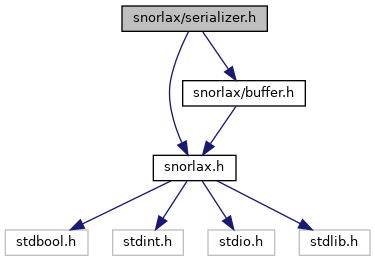 snorlax/serializer.h
snorlax/buffer.h
snorlax.h
stdbool.h
stdint.h
stdio.h
stdlib.h